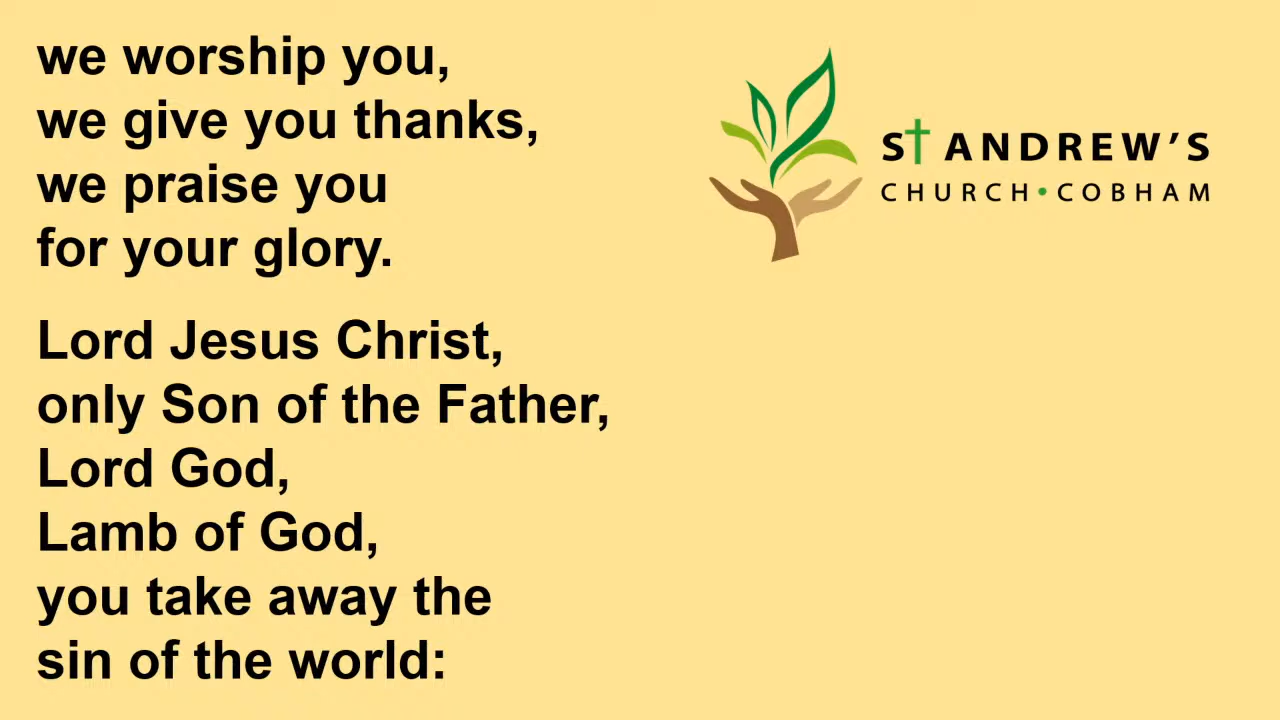 we worship you,
we give you thanks,
we praise you
for your glory.
Lord Jesus Christ,
only Son of the Father,
Lord God,
Lamb of God,
you take away the
sin of the world:
St ANDREW'S
CHURCH•COBHAM